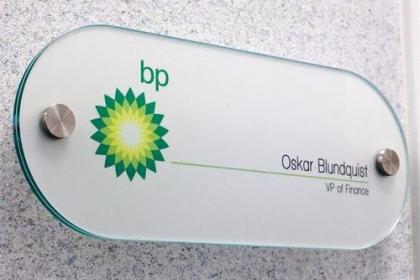 bp
Oskar Blundquist
VP of Finance